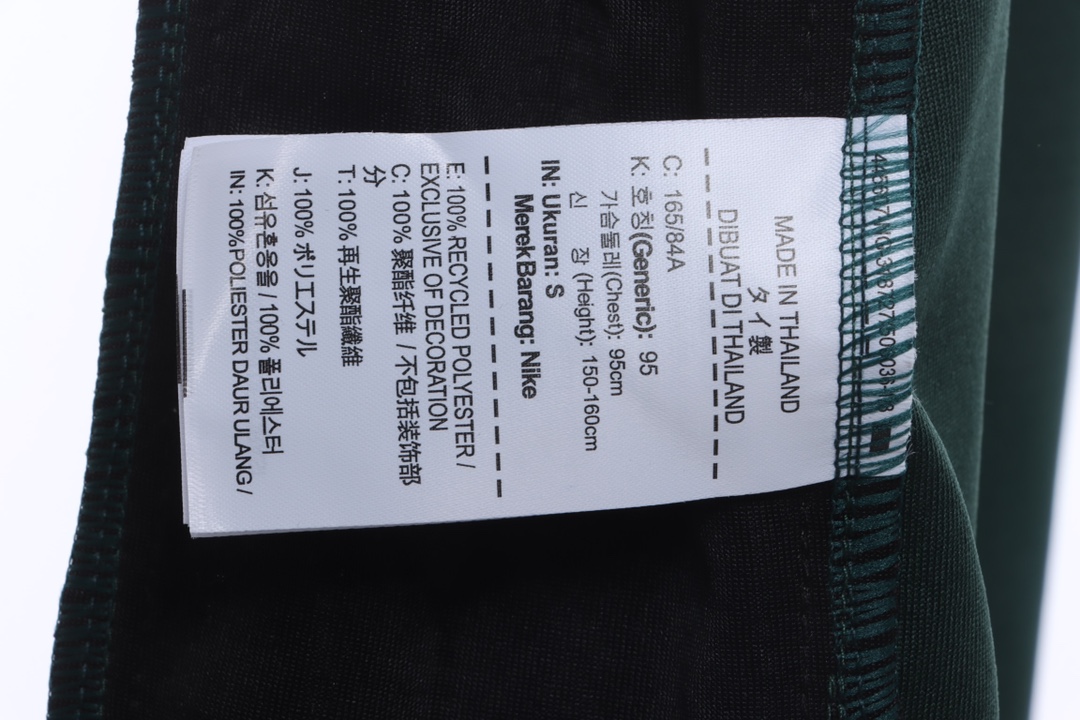 MADE IN THAILAND
タイ製
DIBUAT DI THAILAND
C: 165/84A
K: 호 칭(Generic): 95
가슴둘레(Chest): 95cm
신 장 (Height): 150-160cm
IN: Ukuran: S
MerekBarang: Nike
E: 100% RECYCLED POLYESTER /
EXCLUSIVE OF DECORATION
C: 100% 聚酯纤维 / 不包括装饰部
分
T: 100% 再生聚酯纖維
J: 100% ポリエステル
K: 섬유혼용율 / 100% 폴리에스터
IN: 100%POLIESTER DAUR ULANG /